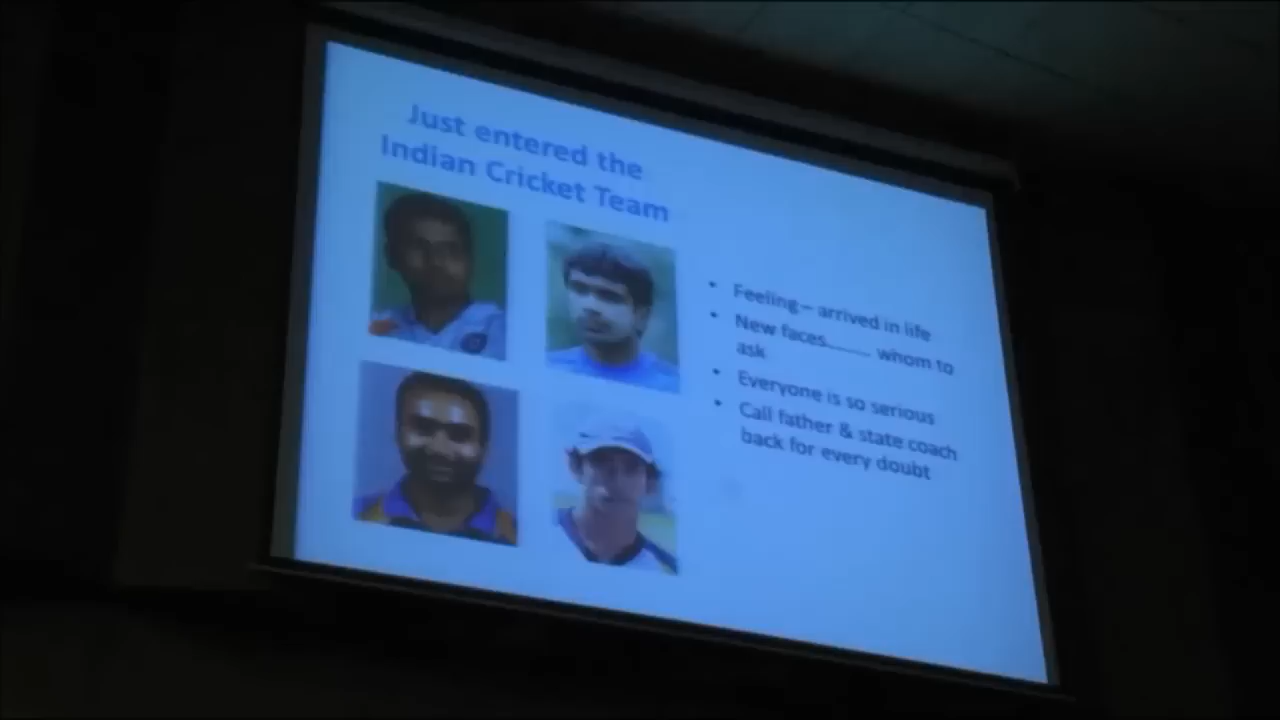 Just entered the
Indian Cricket Team
• Feeling – arrived in life
• New faces........ whom to
ask
• Everyone is so serious
• Call father & state coach
back for every doubt